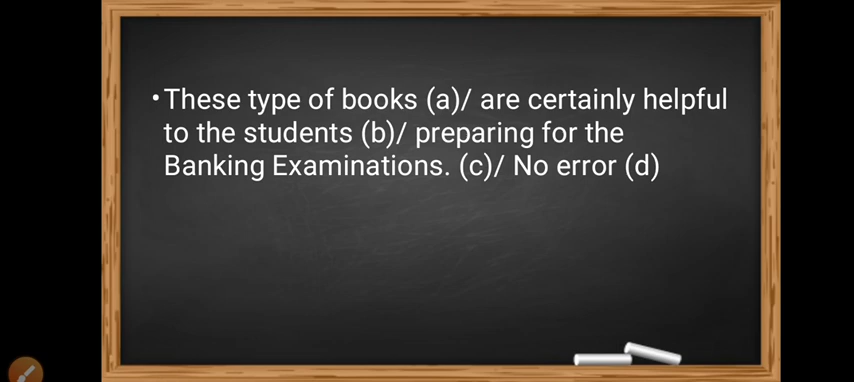 •These type of books (a)/ are certainly helpful
to the students (b)/ preparing for the
Banking Examinations. (c)/ No error (d)